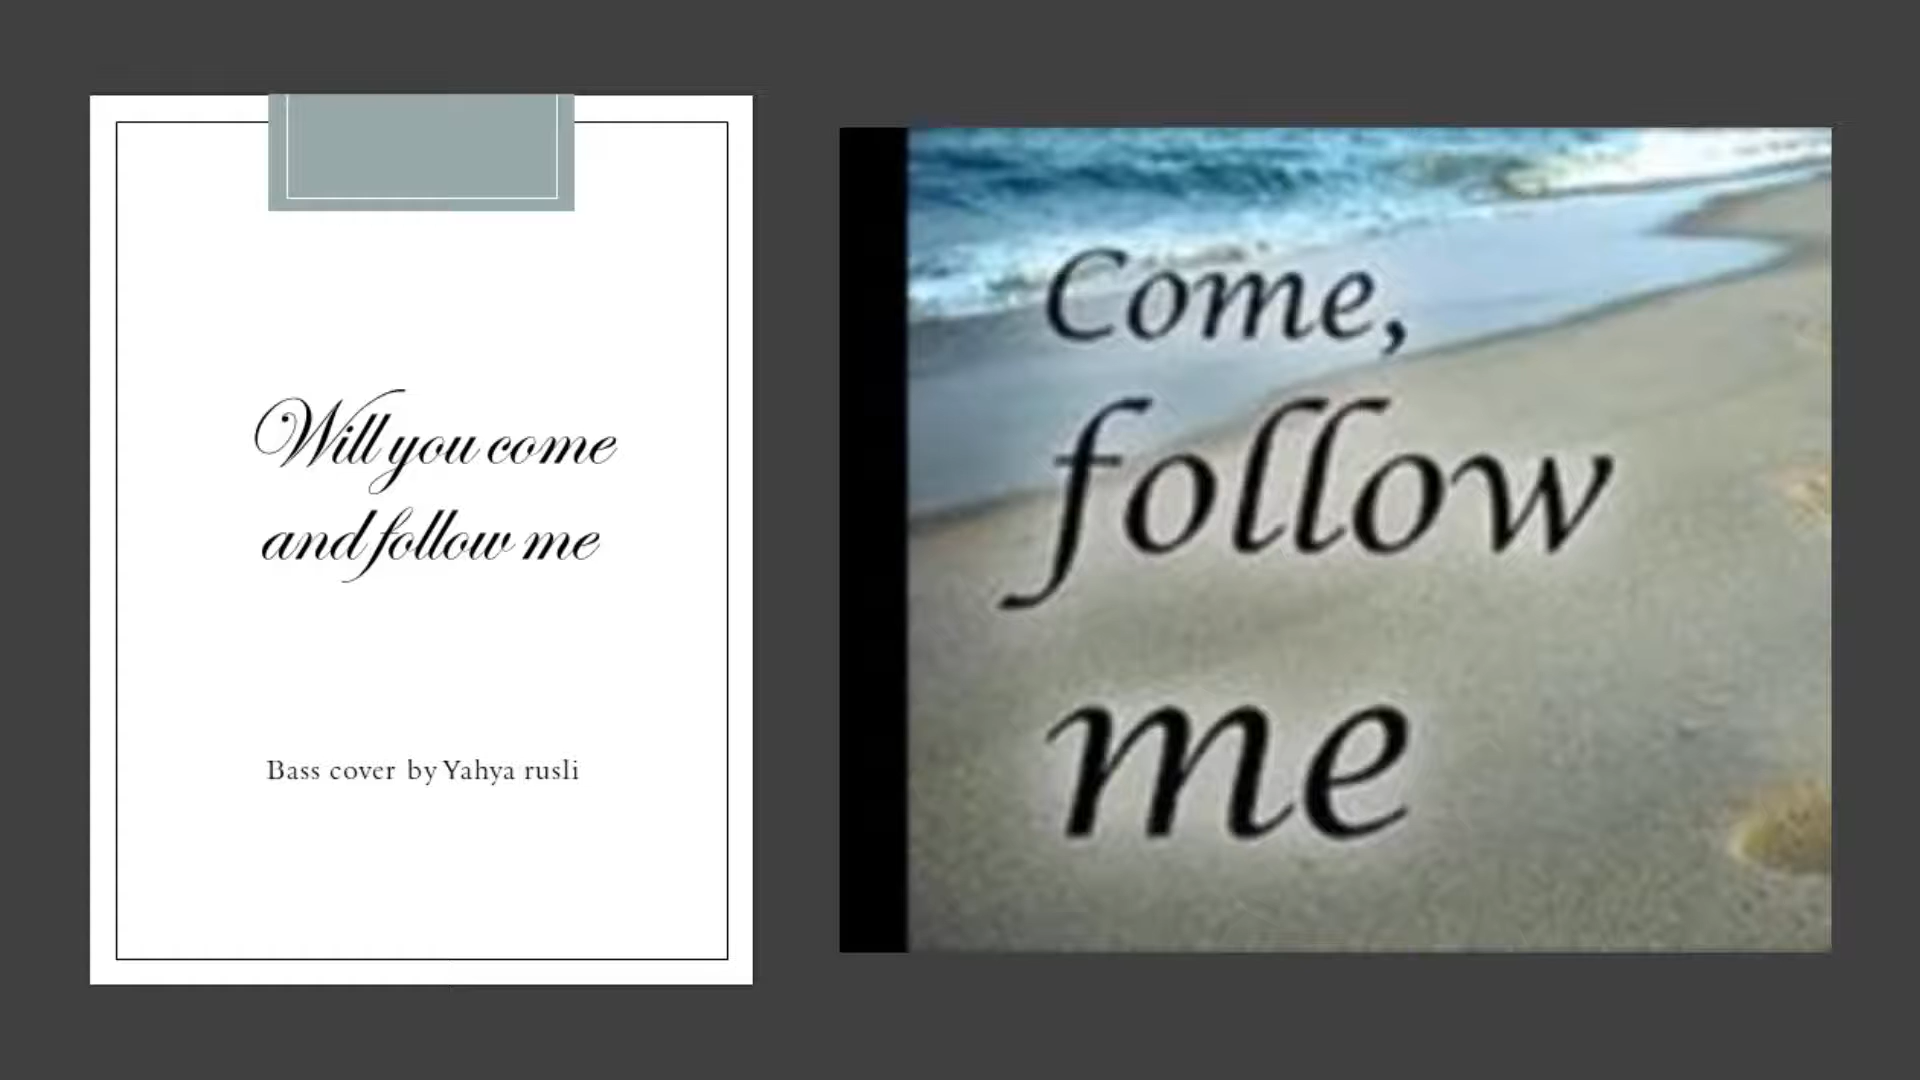 Will you come
and follow me
Bass cover by Yahya rusli
Come,
follow
me